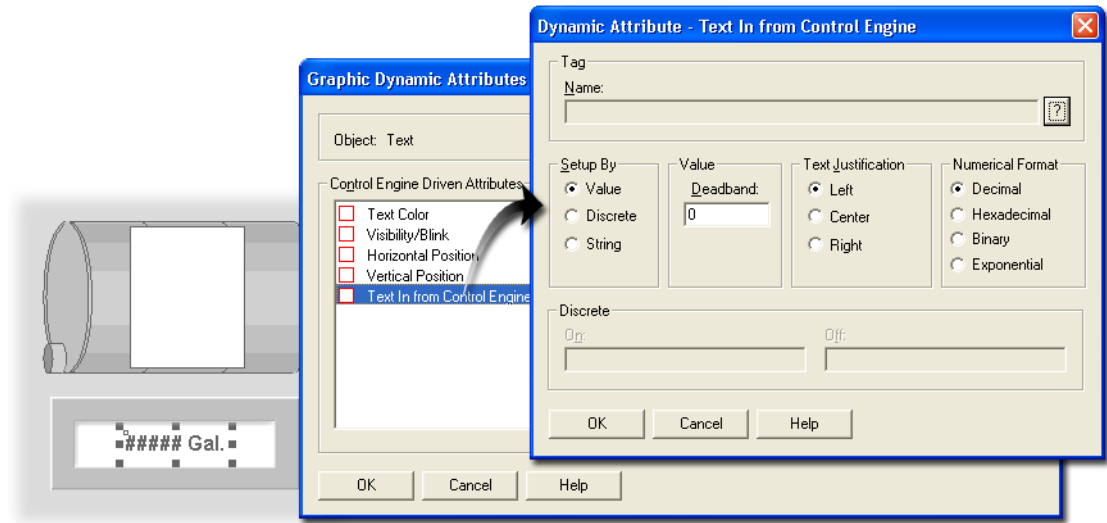 Dynamic Attribute - Text In from Control Engine
Tag
Name:
?
Setup By
Value
Discrete
String
Value
Deadband:
0
Text Justification
Left
Center
Right
Numerical Format
Decimal
Hexadecimal
Binary
Exponential
Discrete
On:
Off:
OK
Cancel
Help
Graphic Dynamic Attributes
Object: Text
Control Engine Driven Attributes
Text Color
Visibility/Blink
Horizontal Position
Vertical Position
Text In from Control Engine
OK
Cancel
Help
##### Gal.